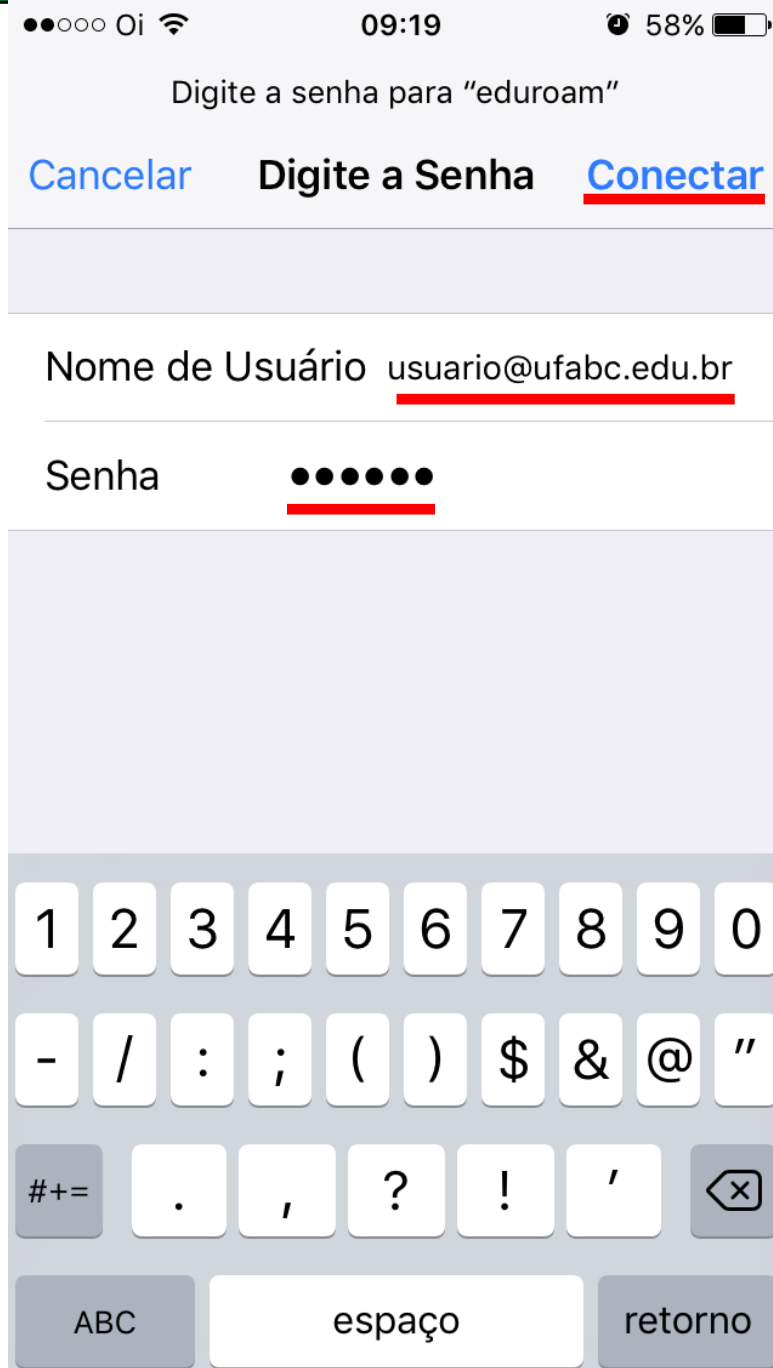 Oi 09:19 58%
Digite a senha para “eduroam”
Cancelar Digite a Senha Conectar
Nome de Usuário usuario@ufabc.edu.br
Senha ●●●●●●
1 2 3 4 5 6 7 8 9 0
- / : ; ( ) $ & @ "
#+= . , ? ! '
ABC espaço retorno